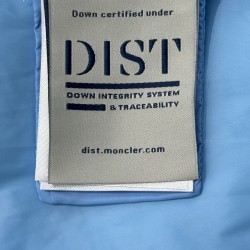 Down certified under
DIST
DOWN INTEGRITY SYSTEM
& TRACEABILITY
dist.moncler.com